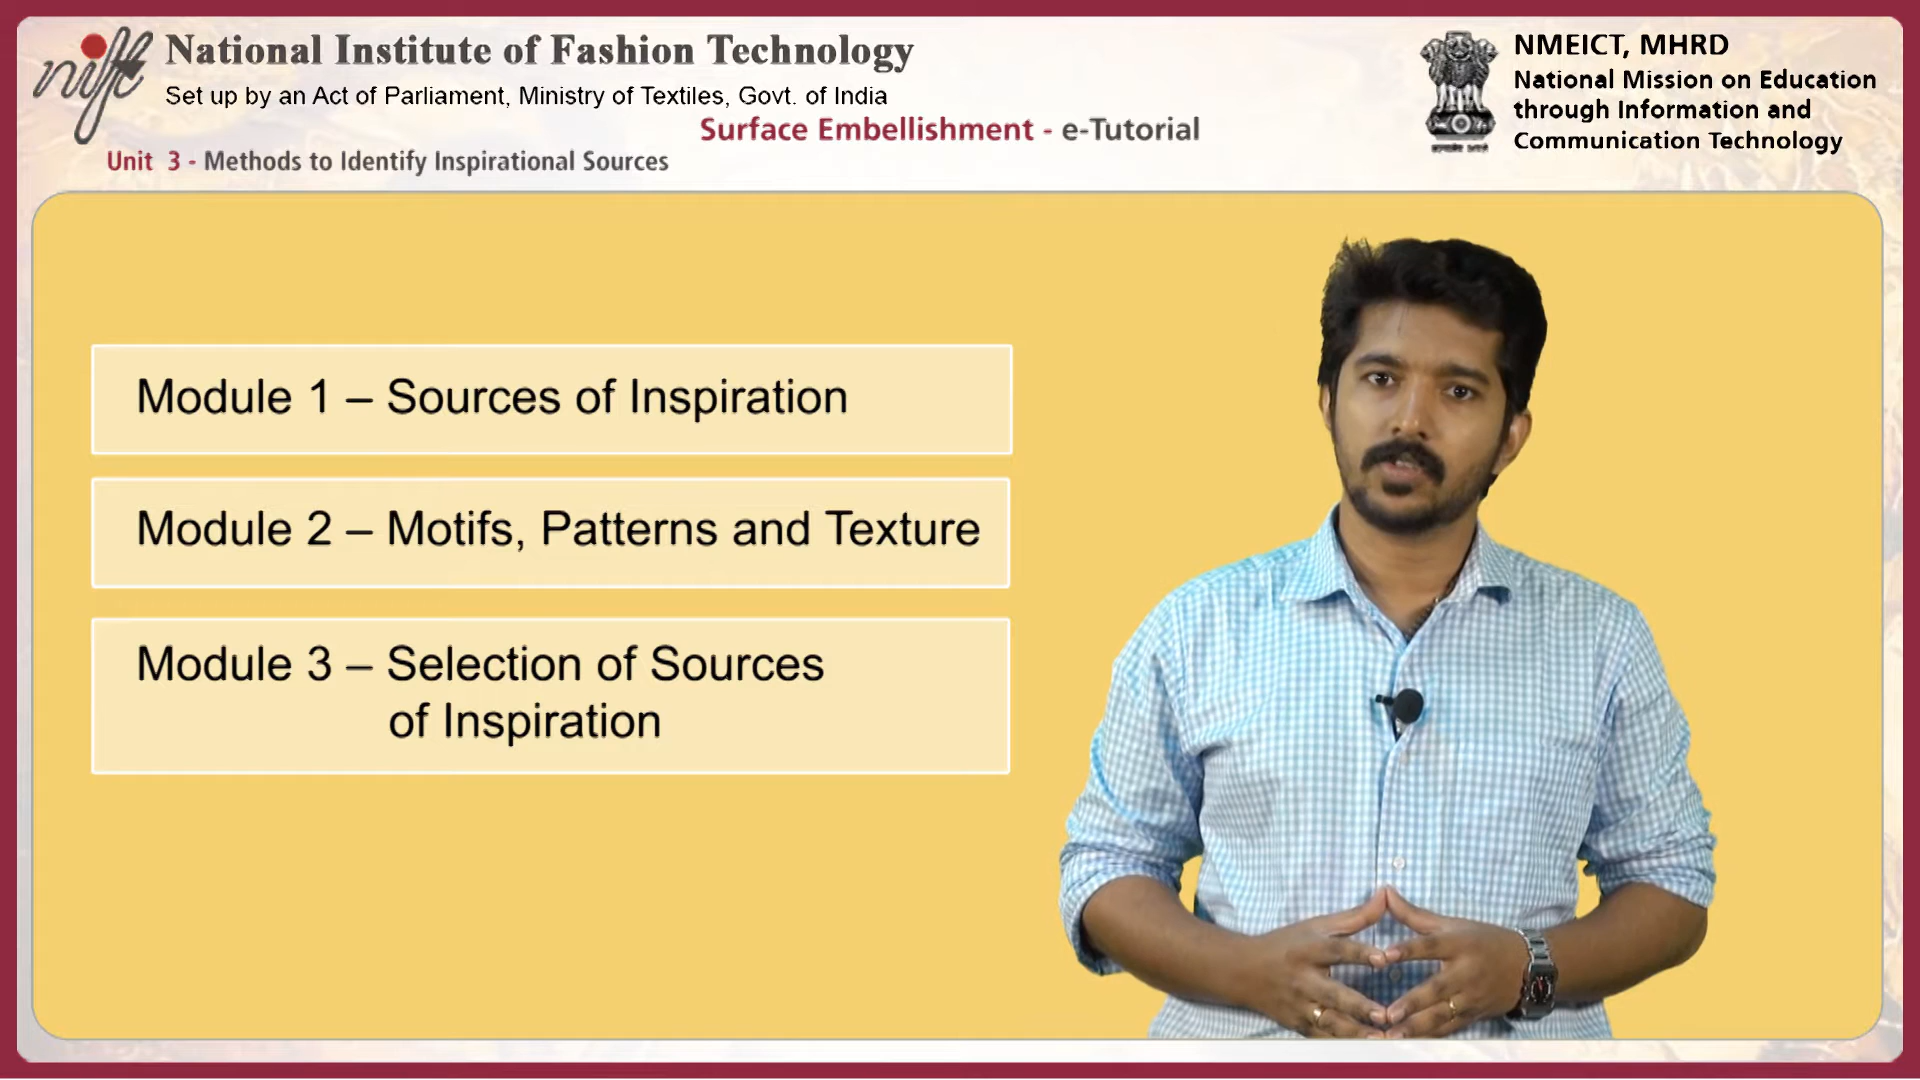 nift
National Institute of Fashion Technology
Set up by an Act of Parliament, Ministry of Textiles, Govt. of India
NMEICT, MHRD
National Mission on Education
through Information and
Communication Technology
Surface Embellishment - e-Tutorial
Unit 3 - Methods to Identify Inspirational Sources
Module 1 – Sources of Inspiration
Module 2 – Motifs, Patterns and Texture
Module 3 – Selection of Sources
of Inspiration